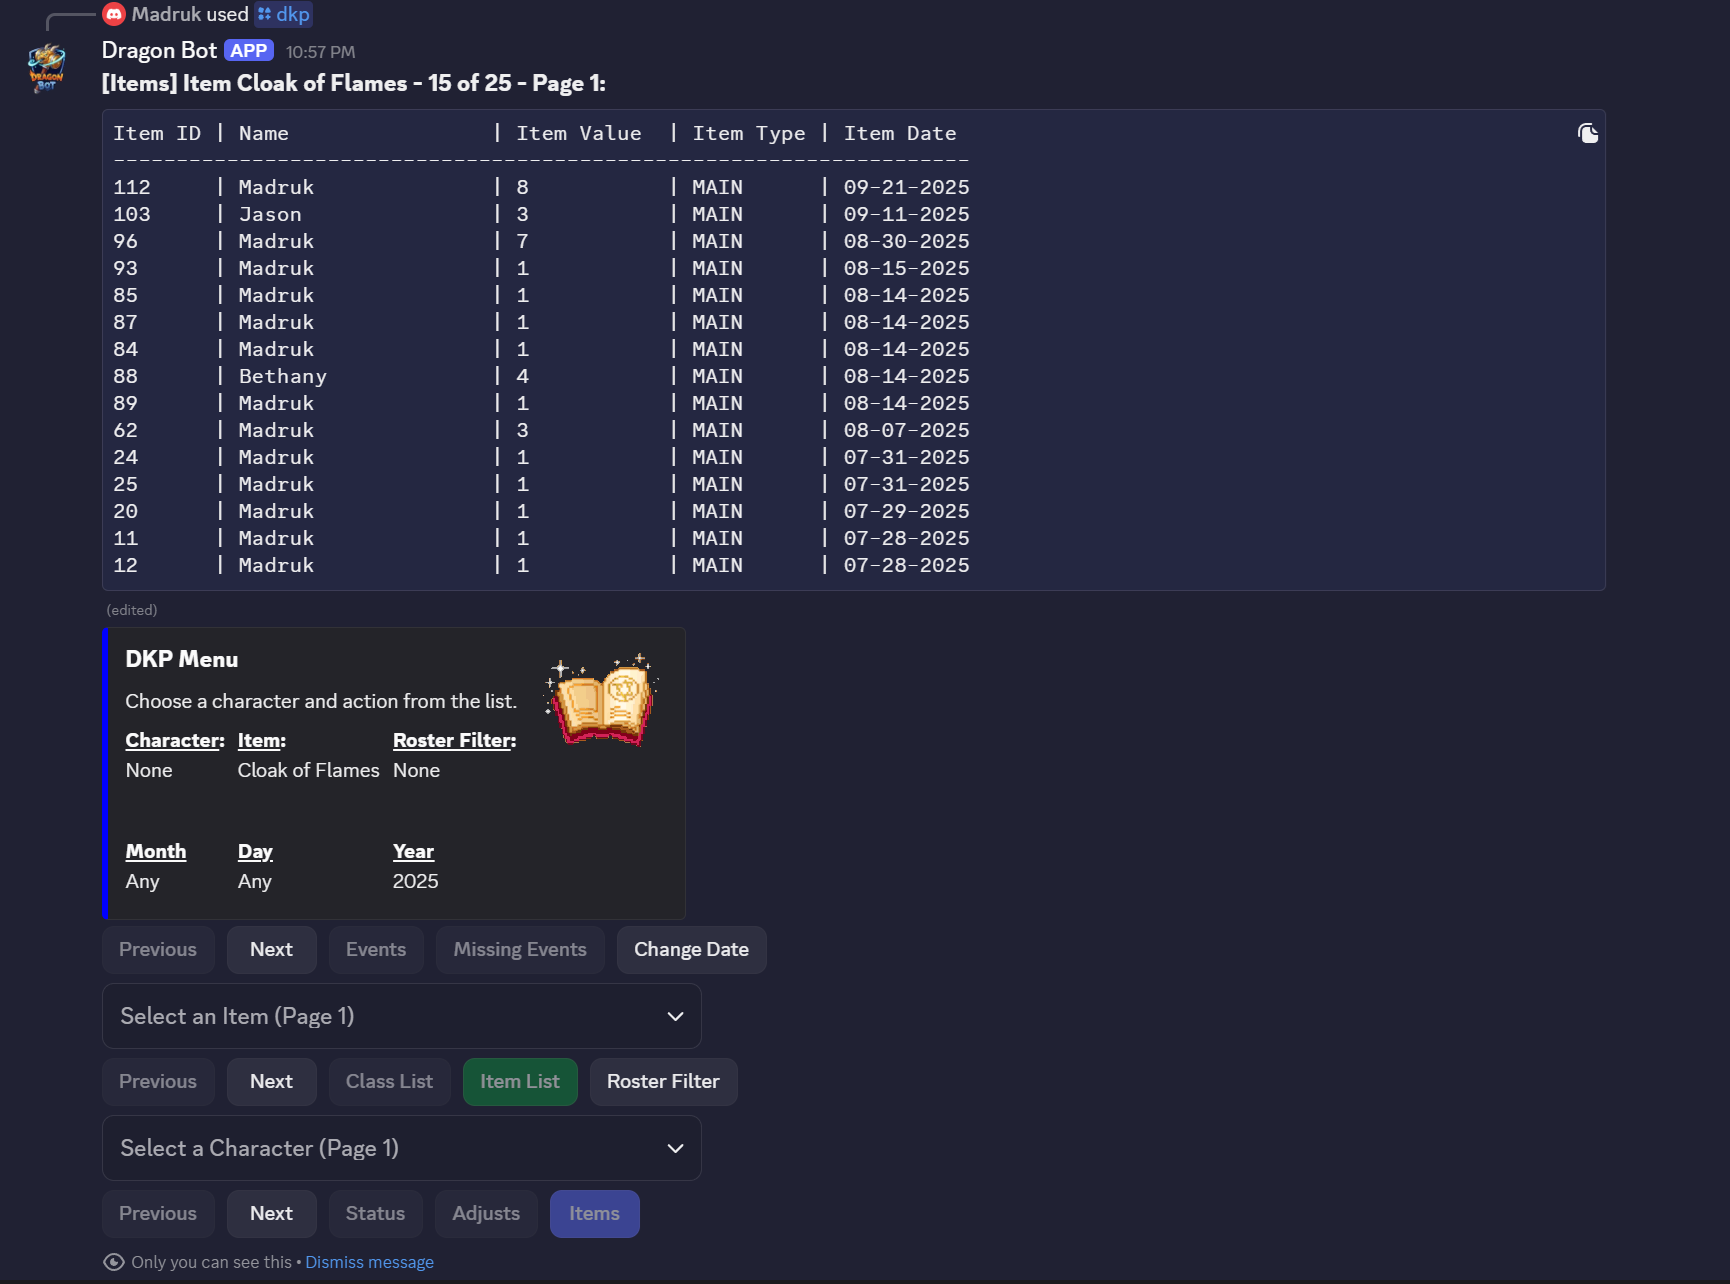 Madruk used dkp
Dragon Bot APP 10:57 PM
DRAGON
BOT
[Items] Item Cloak of Flames - 15 of 25 - Page 1:
Item ID | Name                | Item Value  | Item Type | Item Date
--------------------------------------------------------------------
112     | Madruk              | 8           | MAIN      | 09-21-2025
103     | Jason               | 3           | MAIN      | 09-11-2025
96      | Madruk              | 7           | MAIN      | 08-30-2025
93      | Madruk              | 1           | MAIN      | 08-15-2025
85      | Madruk              | 1           | MAIN      | 08-14-2025
87      | Madruk              | 1           | MAIN      | 08-14-2025
84      | Madruk              | 1           | MAIN      | 08-14-2025
88      | Bethany             | 4           | MAIN      | 08-14-2025
89      | Madruk              | 1           | MAIN      | 08-14-2025
62      | Madruk              | 3           | MAIN      | 08-07-2025
24      | Madruk              | 1           | MAIN      | 07-31-2025
25      | Madruk              | 1           | MAIN      | 07-31-2025
20      | Madruk              | 1           | MAIN      | 07-29-2025
11      | Madruk              | 1           | MAIN      | 07-28-2025
12      | Madruk              | 1           | MAIN      | 07-28-2025
(edited)
DKP Menu
Choose a character and action from the list.
Character: Item: Roster Filter:
None Cloak of Flames None
Month Day Year
Any Any 2025
Previous Next Events Missing Events Change Date
Select an Item (Page 1)
Previous Next Class List Item List Roster Filter
Select a Character (Page 1)
Previous Next Status Adjusts Items
Only you can see this • Dismiss message